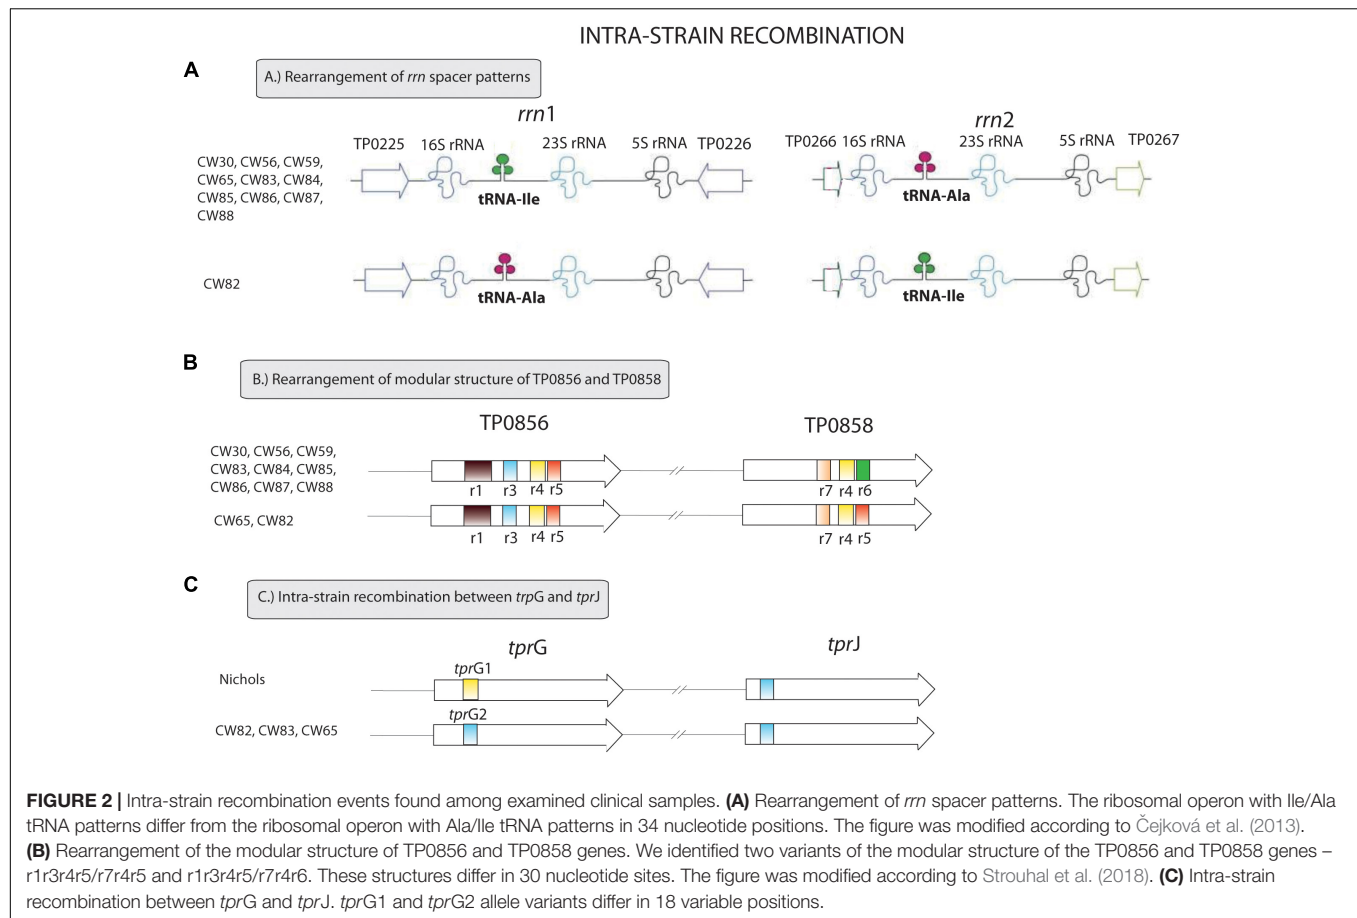 INTRA-STRAIN RECOMBINATION
A
A.) Rearrangement of rrn spacer patterns
rrn1
rrn2
TP0225 16S rRNA 23S rRNA 5S rRNA TP0226
TP0266 16S rRNA 23S rRNA 5S rRNA TP0267
CW30, CW56, CW59,
CW65, CW83, CW84,
CW85, CW86, CW87,
CW88
tRNA-Ile
tRNA-Ala
CW82
tRNA-Ala
tRNA-Ile
B
B.) Rearrangement of modular structure of TP0856 and TP0858
TP0856
TP0858
CW30, CW56, CW59,
CW83, CW84, CW85,
CW86, CW87, CW88
r1 r3 r4 r5
r7 r4 r6
CW65, CW82
r1 r3 r4 r5
r7 r4 r5
C
C.) Intra-strain recombination between trpG and tprJ
tprG
tprJ
Nichols
tprG1
CW82, CW83, CW65
tprG2
FIGURE 2 | Intra-strain recombination events found among examined clinical samples. (A) Rearrangement of rrn spacer patterns. The ribosomal operon with Ile/Ala
tRNA patterns differ from the ribosomal operon with Ala/Ile tRNA patterns in 34 nucleotide positions. The figure was modified according to Čejková et al. (2013).
(B) Rearrangement of the modular structure of TP0856 and TP0858 genes. We identified two variants of the modular structure of the TP0856 and TP0858 genes –
r1r3r4r5/r7r4r5 and r1r3r4r5/r7r4r6. These structures differ in 30 nucleotide sites. The figure was modified according to Strouhal et al. (2018). (C) Intra-strain
recombination between tprG and tprJ. tprG1 and tprG2 allele variants differ in 18 variable positions.